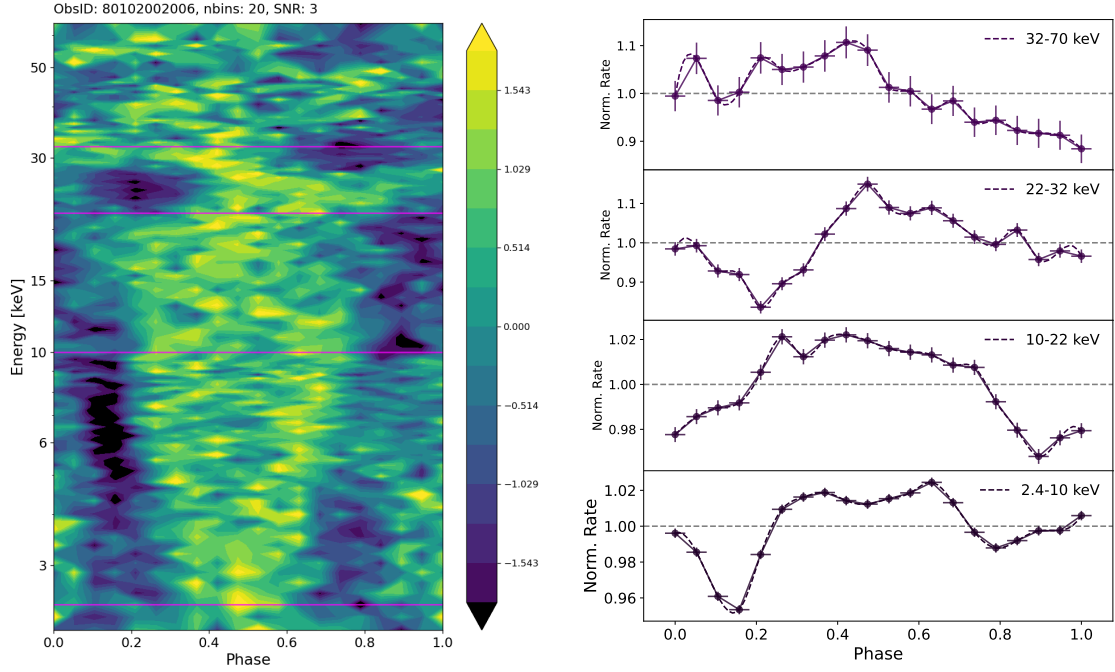 ObsID: 80102002006, nbins: 20, SNR: 3
Energy [keV]
50
30
15
10
6
3
0.0 0.2 0.4 0.6 0.8 1.0
Phase
1.543
1.029
0.514
0.000
−0.514
−1.029
−1.543
32-70 keV
Norm. Rate
1.1
1.0
0.9
22-32 keV
Norm. Rate
1.1
1.0
0.9
10-22 keV
Norm. Rate
1.02
1.00
0.98
2.4-10 keV
Norm. Rate
1.02
1.00
0.98
0.96
0.0 0.2 0.4 0.6 0.8 1.0
Phase